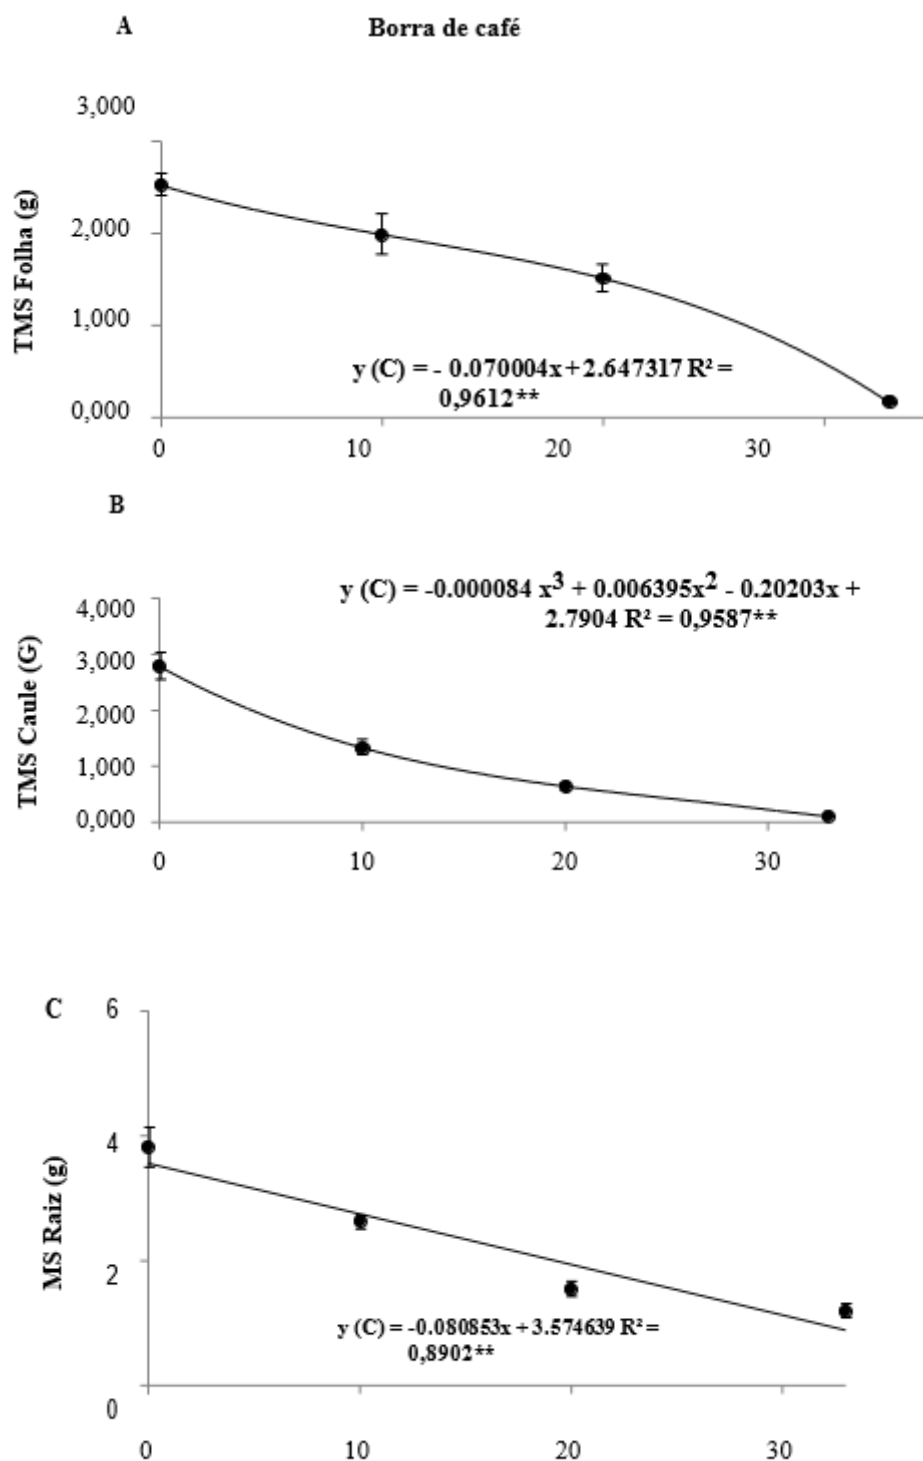 A Borra de café
3,000
2,000
1,000
0,000
TMS Folha (g)
y (C) = - 0.070004x + 2.647317 R² =
0,9612**
0 10 20 30
B
y (C) = -0.000084 x³ + 0.006395x² - 0.20203x +
2.7904 R² = 0,9587**
4,000
3,000
2,000
1,000
0,000
TMS Caule (G)
0 10 20 30
C
6
4
2
0
MS Raiz (g)
y (C) = -0.080853x + 3.574639 R² =
0,8902**
0 10 20 30